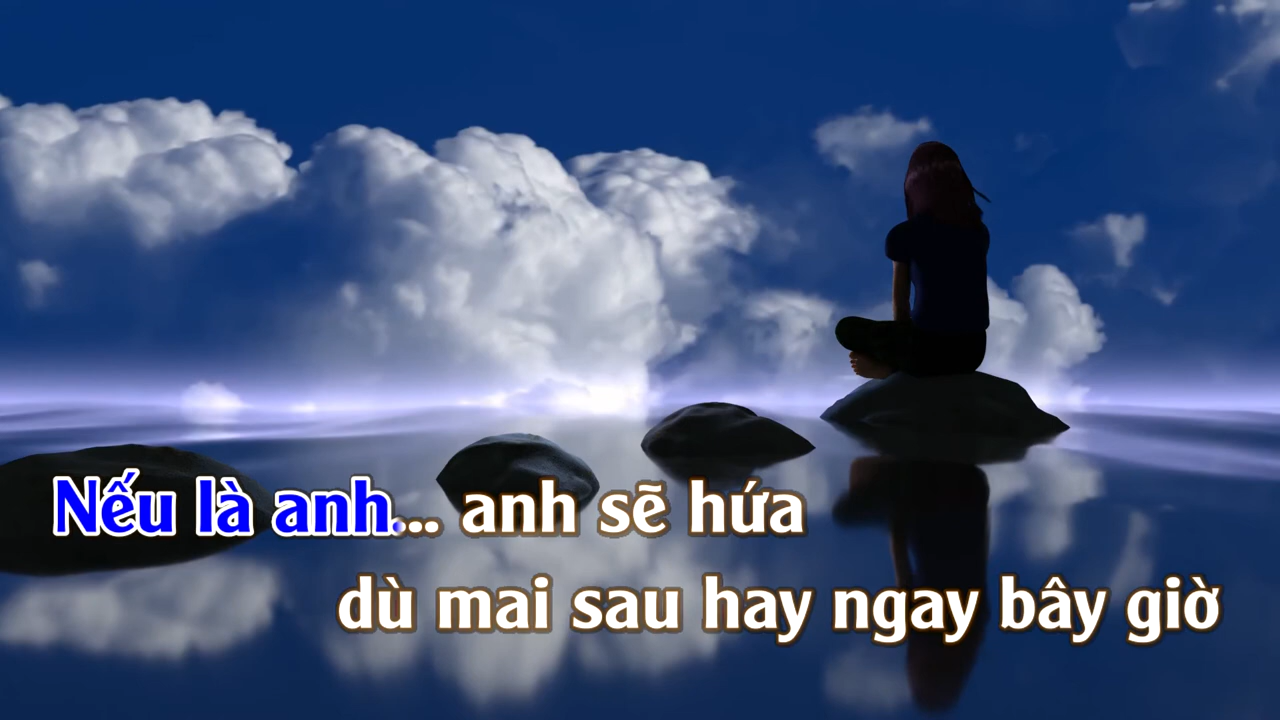 Nếu là anh... anh sẽ hứa
dù mai sau hay ngay bây giờ